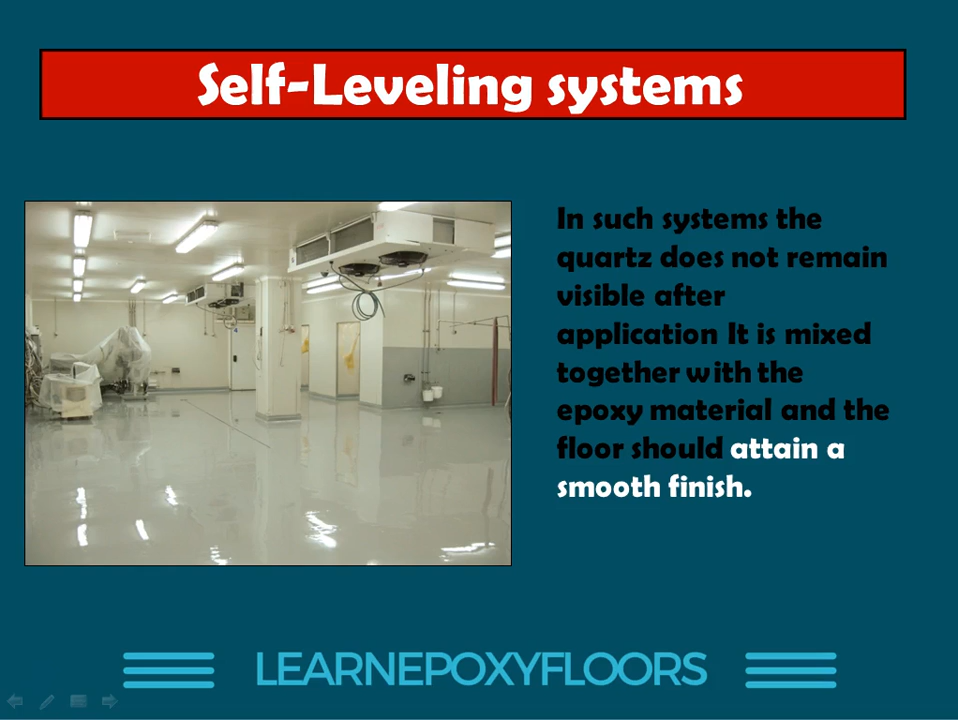 Self-Leveling systems
In such systems the
quartz does not remain
visible after
application It is mixed
together with the
epoxy material and the
floor should attain a
smooth finish.
LEARNEPOXYFLOORS